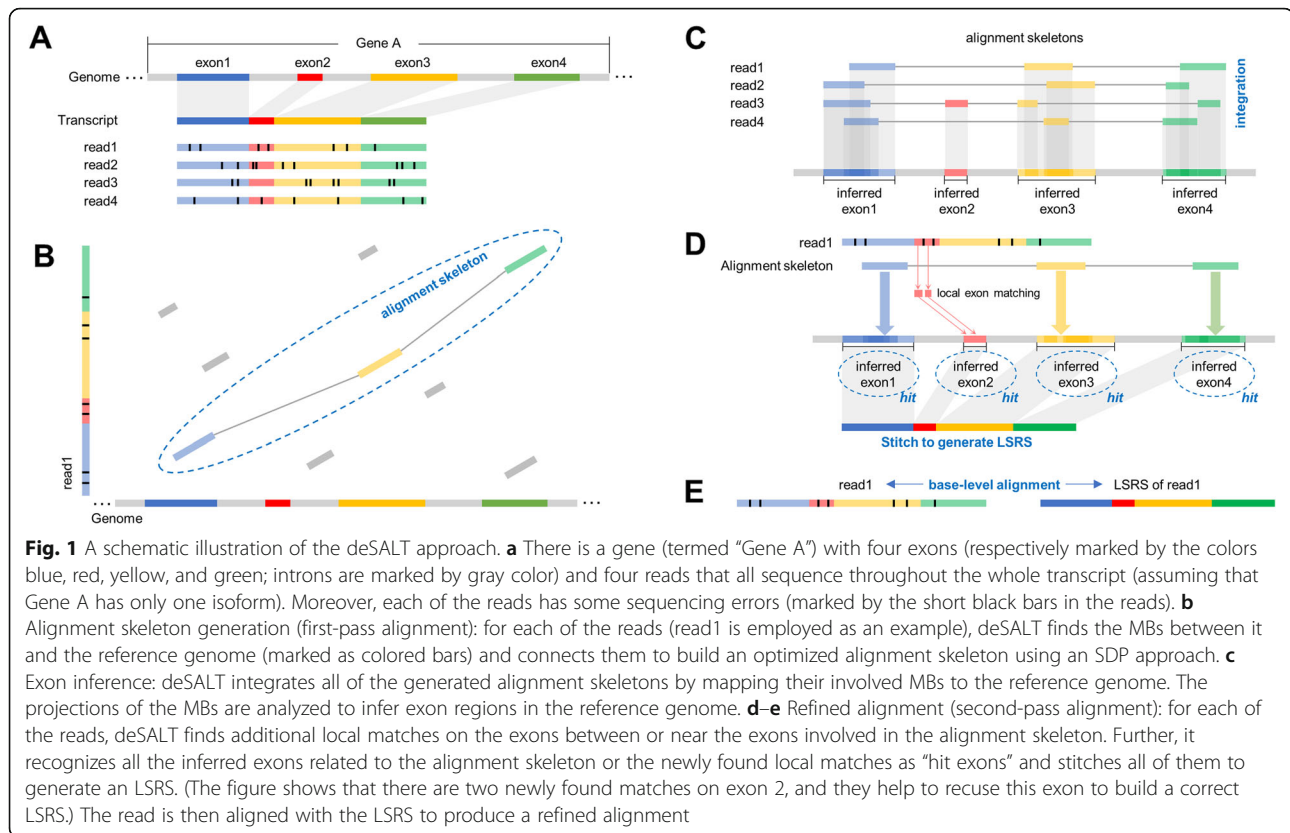 A
Gene A
exon1 exon2 exon3 exon4
Genome ··· ···
Transcript
read1
read2
read3
read4
B
alignment skeleton
read1
··· ···
Genome
C
alignment skeletons
read1
read2
read3
read4
integration
inferred exon1
inferred exon2
inferred exon3
inferred exon4
D
read1
Alignment skeleton
local exon matching
inferred exon1
hit
inferred exon2
hit
inferred exon3
hit
inferred exon4
hit
Stitch to generate LSRS
E
read1 base-level alignment LSRS of read1
Fig. 1 A schematic illustration of the deSALT approach. a There is a gene (termed “Gene A”) with four exons (respectively marked by the colors
blue, red, yellow, and green; introns are marked by gray color) and four reads that all sequence throughout the whole transcript (assuming that
Gene A has only one isoform). Moreover, each of the reads has some sequencing errors (marked by the short black bars in the reads). b
Alignment skeleton generation (first-pass alignment): for each of the reads (read1 is employed as an example), deSALT finds the MBs between it
and the reference genome (marked as colored bars) and connects them to build an optimized alignment skeleton using an SDP approach. c
Exon inference: deSALT integrates all of the generated alignment skeletons by mapping their involved MBs to the reference genome. The
projections of the MBs are analyzed to infer exon regions in the reference genome. d–e Refined alignment (second-pass alignment): for each of
the reads, deSALT finds additional local matches on the exons between or near the exons involved in the alignment skeleton. Further, it
recognizes all the inferred exons related to the alignment skeleton or the newly found local matches as “hit exons” and stitches all of them to
generate an LSRS. (The figure shows that there are two newly found matches on exon 2, and they help to recuse this exon to build a correct
LSRS.) The read is then aligned with the LSRS to produce a refined alignment